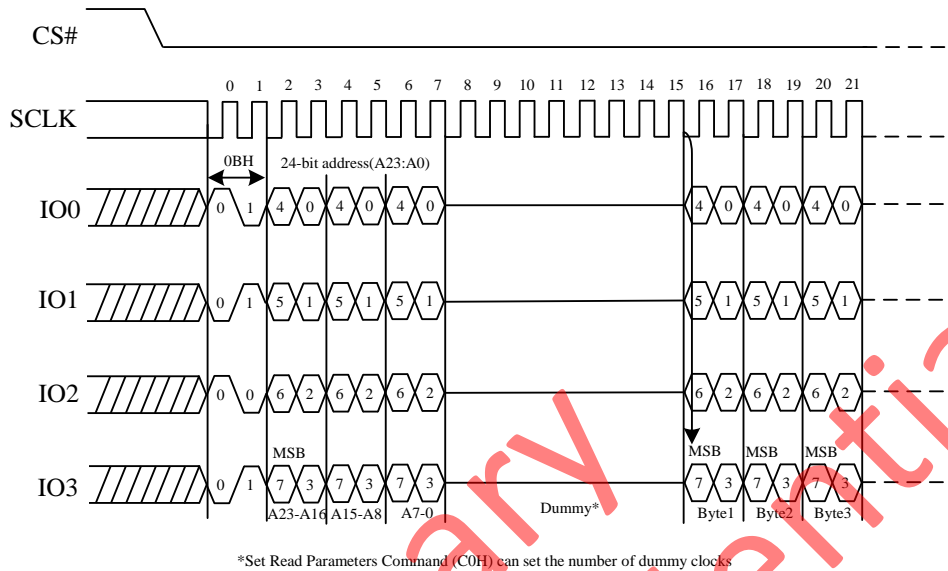 CS#
0 1 2 3 4 5 6 7 8 9 10 11 12 13 14 15 16 17 18 19 20 21
SCLK
0BH 24-bit address(A23:A0)
IO0 0 1 4 0 4 0 4 0 4 0 4 0 4 0
IO1 0 1 5 1 5 1 5 1 5 1 5 1 5 1
IO2 0 0 6 2 6 2 6 2 6 2 6 2 6 2
MSB MSB MSB MSB
IO3 0 1 7 3 7 3 7 3 7 3 7 3 7 3
A23-A16 A15-A8 A7-0 Dummy* Byte1 Byte2 Byte3
*Set Read Parameters Command (C0H) can set the number of dummy clocks